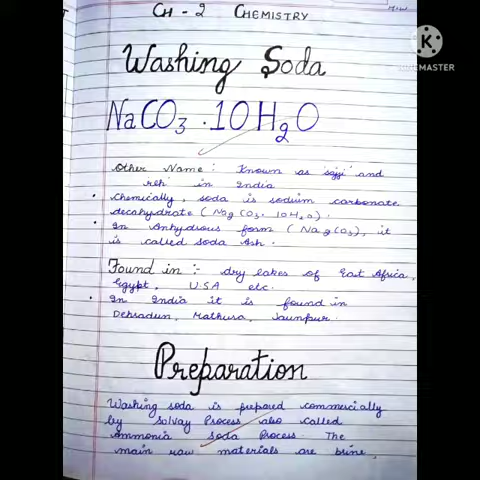 CH - 2 CHEMISTRY
KINEMASTER
Washing Soda
NaCO₃ · 10H₂O
Other Name : Known as "sajji" and
reh in India
• Chemically, soda is sodium carbonate
decahydrate (Na₂CO₃. 10H₂O).
• In Anhydrous form (Na₂CO₃), it
is called soda Ash.
Found in :- dry lakes of East Africa,
Egypt, U.S.A etc.
• In India it is found in
Dehradun, Mathura, Jaunpur.
Preparation
Washing soda is prepared commercially
by Solvay Process also called
ammonia soda Process. The
main raw materials are brine,